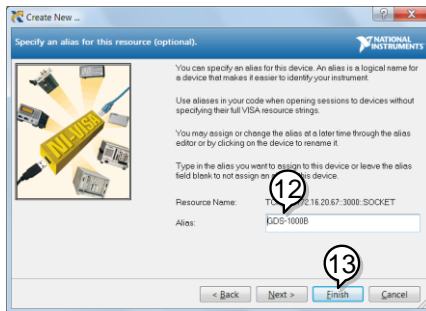 Create New ...
Specify an alias for this resource (optional).
NATIONAL
INSTRUMENTS
NI-VISA
You can specify an alias for this device. An alias is a logical name for
a device that makes it easier to identify your instrument.
Use aliases in your code when opening sessions to devices without
specifying their full VISA resource strings.
You may assign or change the alias at a later time through the alias
editor or by clicking on the device to rename it.
Type in the alias you want to assign to this device or leave the alias
field blank to not assign an this device.
12
Resource Name: 72.16.20.67::3000::SOCKET
Alias: GDS-1000B
13
< Back Next > Finish Cancel